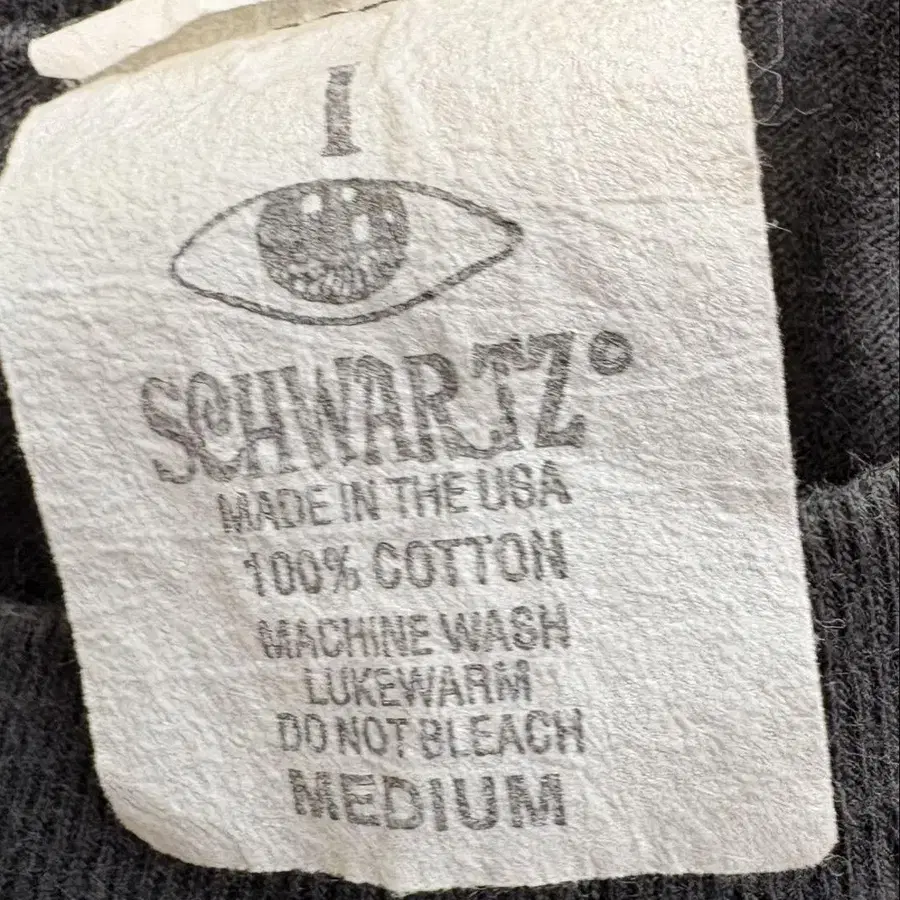 I
SCHWARTZ©
MADE IN THE USA
100% COTTON
MACHINE WASH
LUKEWARM
DO NOT BLEACH
MEDIUM